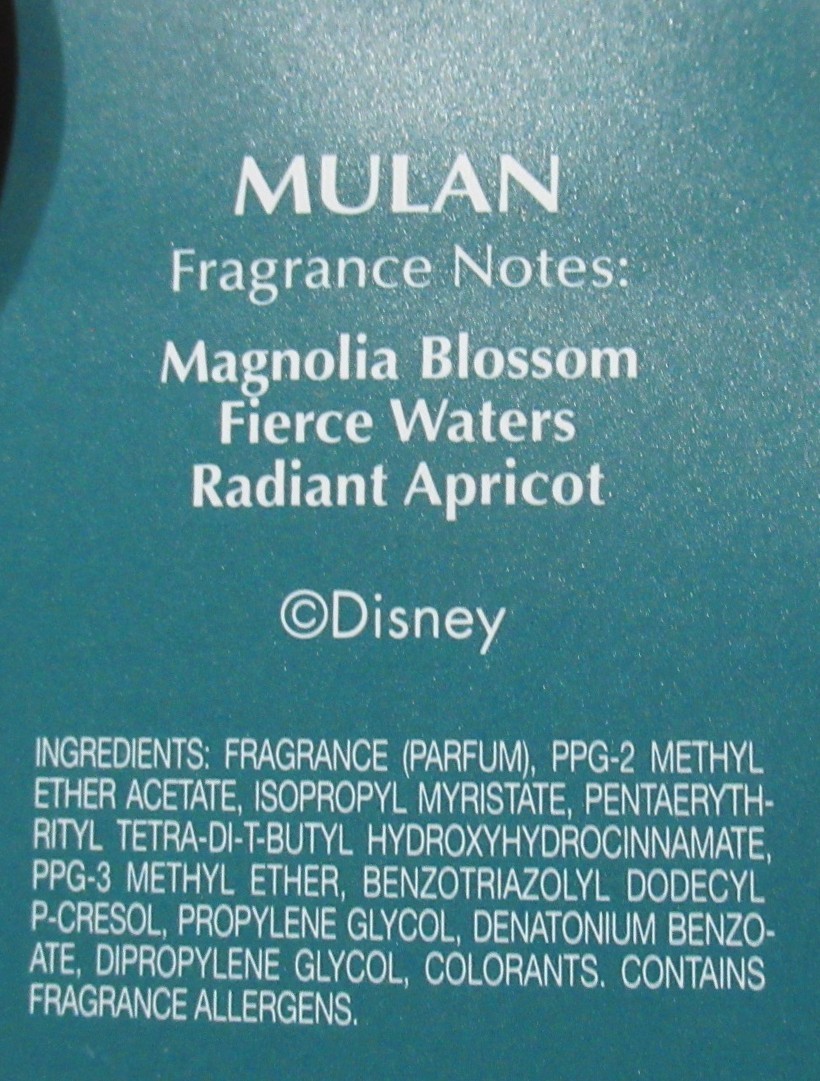 MULAN
Fragrance Notes:
Magnolia Blossom
Fierce Waters
Radiant Apricot
©Disney
INGREDIENTS: FRAGRANCE (PARFUM), PPG-2 METHYL
ETHER ACETATE, ISOPROPYL MYRISTATE, PENTAERYTH-
RITYL TETRA-DI-T-BUTYL HYDROXYHYDROCINNAMATE,
PPG-3 METHYL ETHER, BENZOTRIAZOLYL DODECYL
P-CRESOL, PROPYLENE GLYCOL, DENATONIUM BENZO-
ATE, DIPROPYLENE GLYCOL, COLORANTS. CONTAINS
FRAGRANCE ALLERGENS.